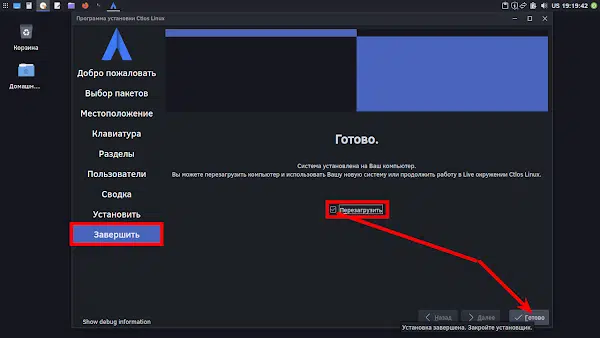 US 19:19:42
Программа установки Ctlos Linux
Корзина
Домашн...
Добро пожаловать
Выбор пакетов
Местоположение
Клавиатура
Разделы
Пользователи
Сводка
Установить
Завершить
Готово.
Система установлена на Ваш компьютер.
Вы можете перезагрузить компьютер и использовать Вашу новую систему или продолжить работу в Live окружении Ctlos Linux.
Перезагрузить
Show debug information
Назад
Далее
Готово
Установка завершена. Закройте установщик.